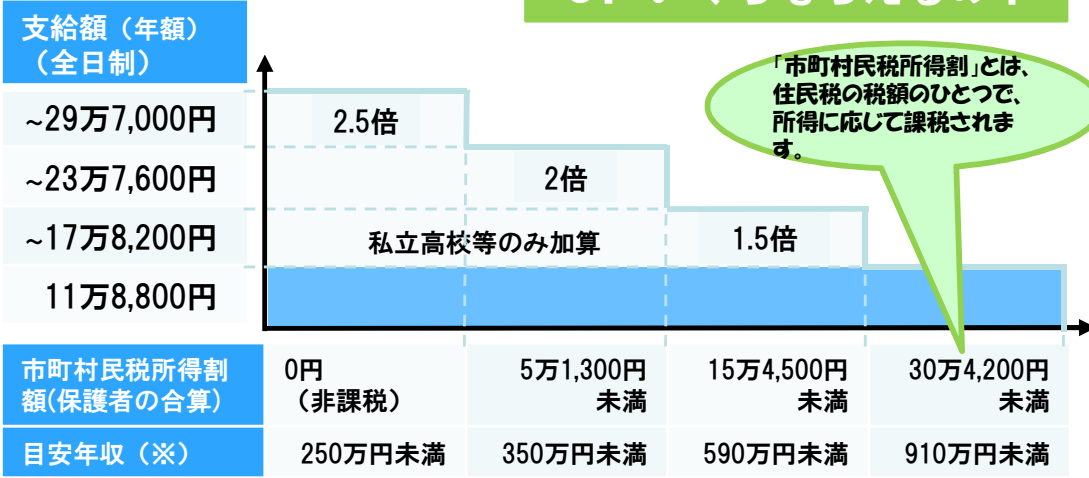 支給額（年額）
（全日制）
~29万7,000円
~23万7,600円
~17万8,200円
11万8,800円
2.5倍
2倍
1.5倍
私立高校等のみ加算
「市町村民税所得割」とは、
住民税の税額のひとつで、
所得に応じて課税されま
す。
市町村民税所得割
額(保護者の合算)
0円
（非課税）
5万1,300円
未満
15万4,500円
未満
30万4,200円
未満
目安年収（※）
250万円未満
350万円未満
590万円未満
910万円未満